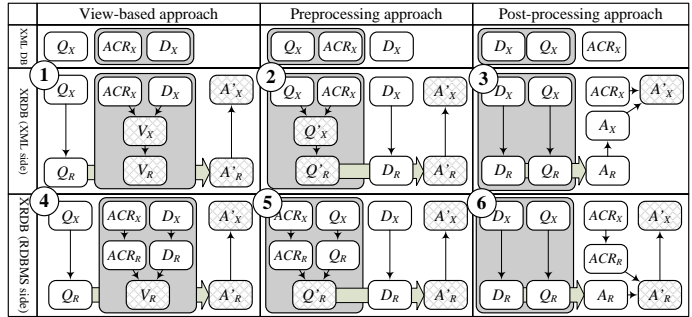 View-based approach Preprocessing approach Post-processing approach
XML DB
Q_X ACR_X D_X Q_X ACR_X D_X D_X Q_X ACR_X
XRDB (XML side)
1 2 3
Q_X ACR_X D_X A'_X Q_X ACR_X D_X A'_X D_X Q_X ACR_X A'_X
V_X Q'_X A_X
Q_R V_R A'_R Q'_R D_R A'_R D_R Q_R A_R
XRDB (RDBMS side)
4 5 6
Q_X ACR_X D_X A'_X ACR_X Q_X D_X A'_X D_X Q_X ACR_X A'_X
ACR_R D_R ACR_R Q_R ACR_R
Q_R V_R A'_R Q'_R D_R A'_R D_R Q_R A_R A'_R